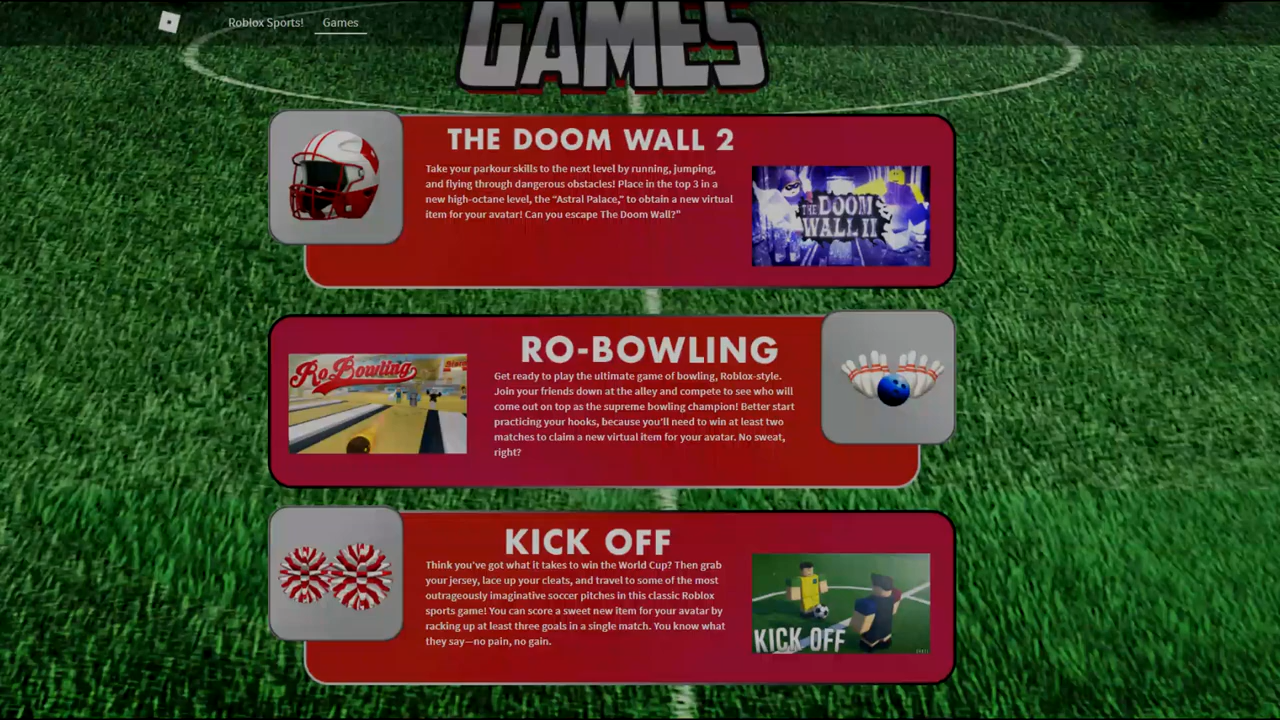 Roblox Sports! Games
GAMES
THE DOOM WALL 2
Take your parkour skills to the next level by running, jumping,
and flying through dangerous obstacles! Place in the top 3 in a
new high-octane level, the “Astral Palace,” to obtain a new virtual
item for your avatar! Can you escape The Doom Wall?”
THE DOOM
WALL II
RO-BOWLING
Ro Bowling
Get ready to play the ultimate game of bowling, Roblox-style.
Join your friends down at the alley and compete to see who will
come out on top as the supreme bowling champion! Better start
practicing your hooks, because you’ll need to win at least two
matches to claim a new virtual item for your avatar. No sweat,
right?
KICK OFF
Think you’ve got what it takes to win the World Cup? Then grab
your jersey, lace up your cleats, and travel to some of the most
outrageously imaginative soccer pitches in this classic Roblox
sports game! You can score a sweet new item for your avatar by
racking up at least three goals in a single match. You know what
they say—no pain, no gain.
KICK OFF